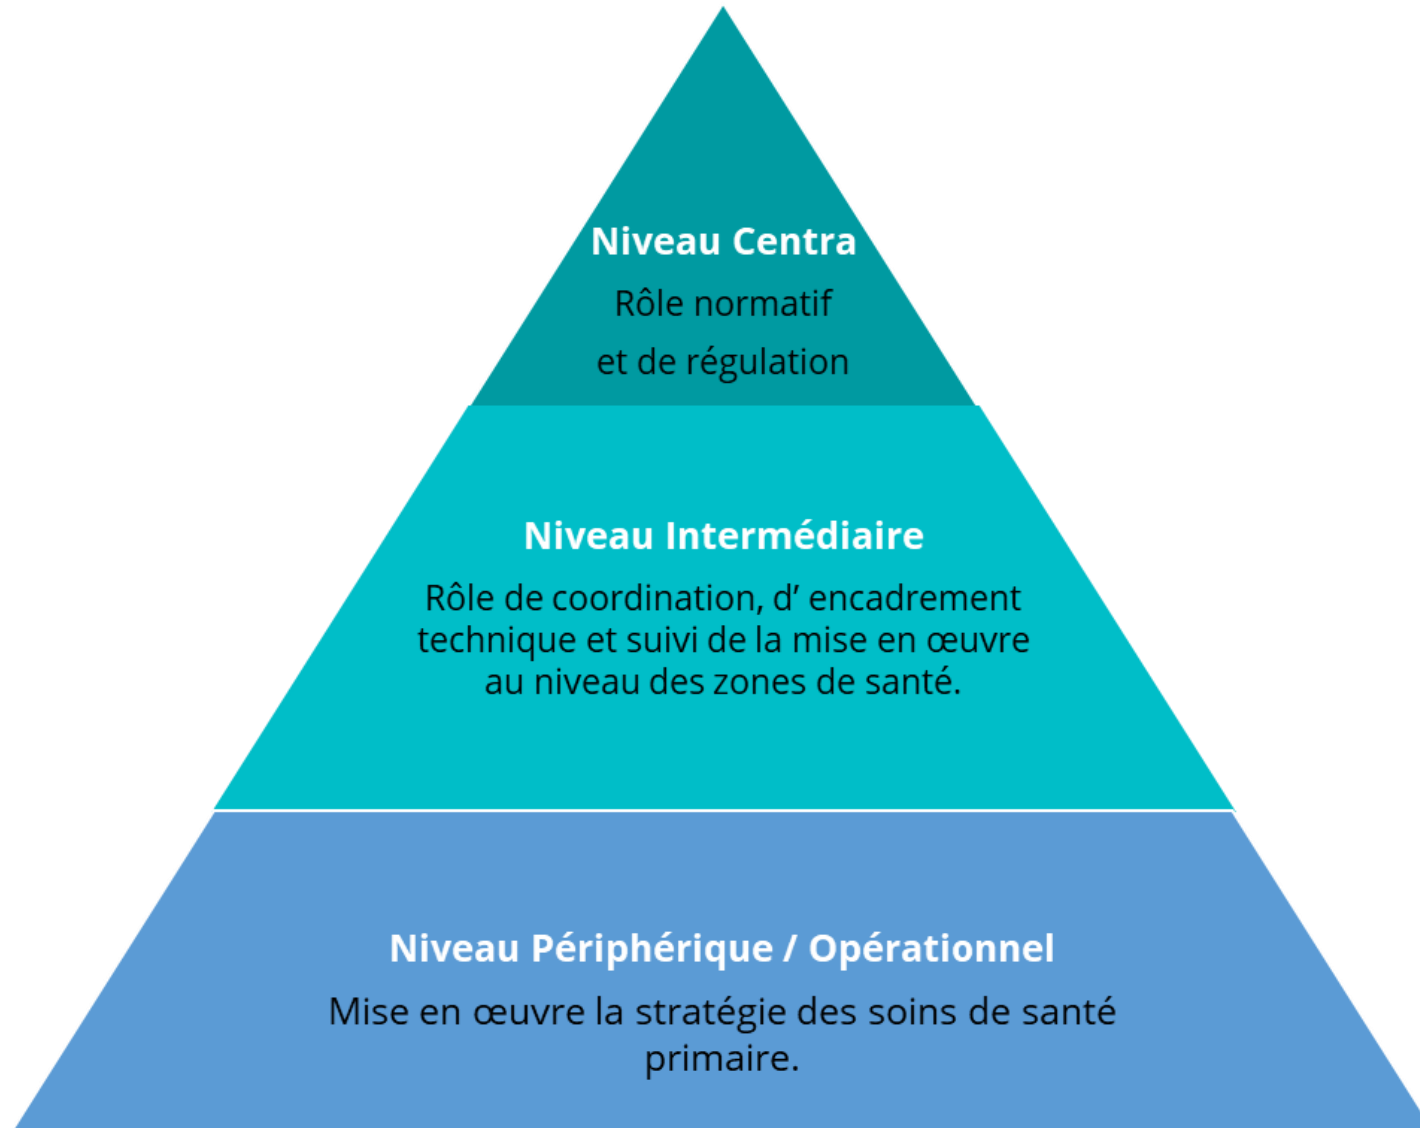 Niveau Centra
Rôle normatif
et de régulation
Niveau Intermédiaire
Rôle de coordination, d’ encadrement
technique et suivi de la mise en œuvre
au niveau des zones de santé.
Niveau Périphérique / Opérationnel
Mise en œuvre la stratégie des soins de santé
primaire.